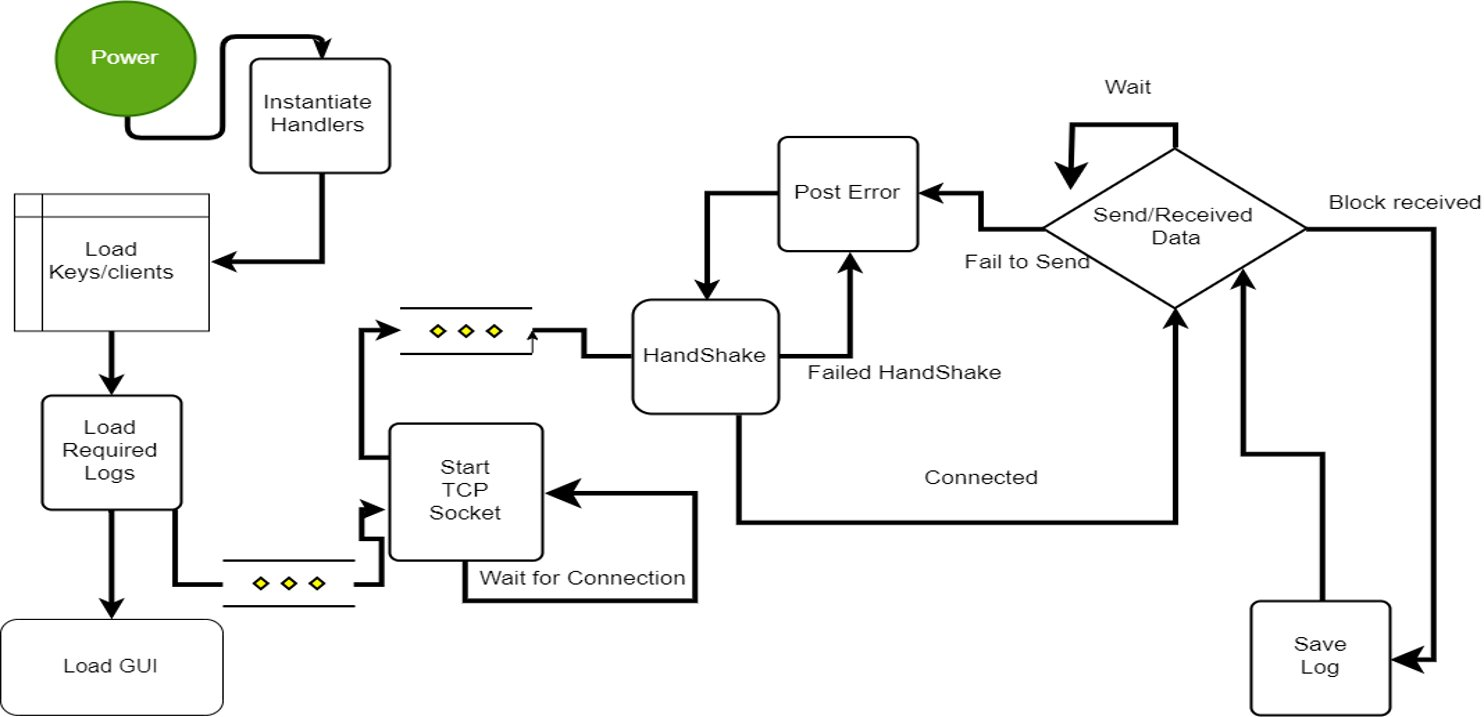 Power
Instantiate
Handlers
Load
Keys/clients
Load
Required
Logs
Load GUI
Start
TCP
Socket
Wait for Connection
HandShake
Failed HandShake
Post Error
Connected
Wait
Send/Received
Data
Fail to Send
Block received
Save
Log